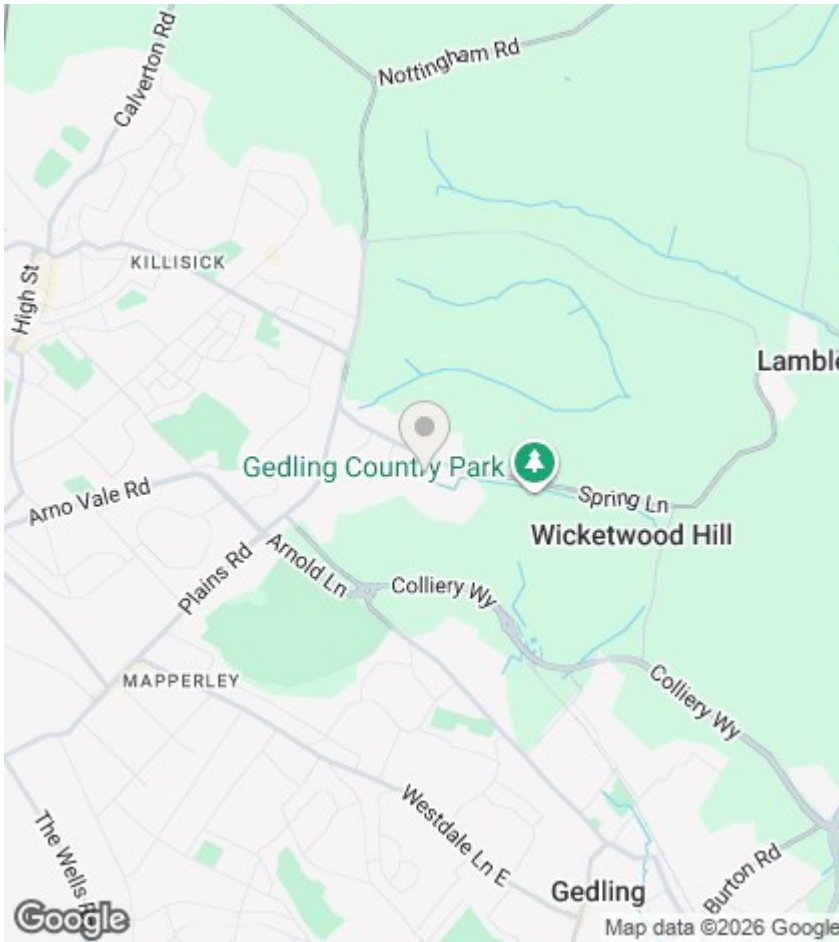 Calverton Rd
Nottingham Rd
KILLISICK
High St
Lamble
Gedling Country Park
Arno Vale Rd
Spring Ln
Wicketwood Hill
Plains Rd
Arnold Ln
Colliery Wy
MAPPERLEY
Colliery Wy
Westdale Ln E
The Wells R
Gedling
Burton Rd
Google
Map data ©2026 Google